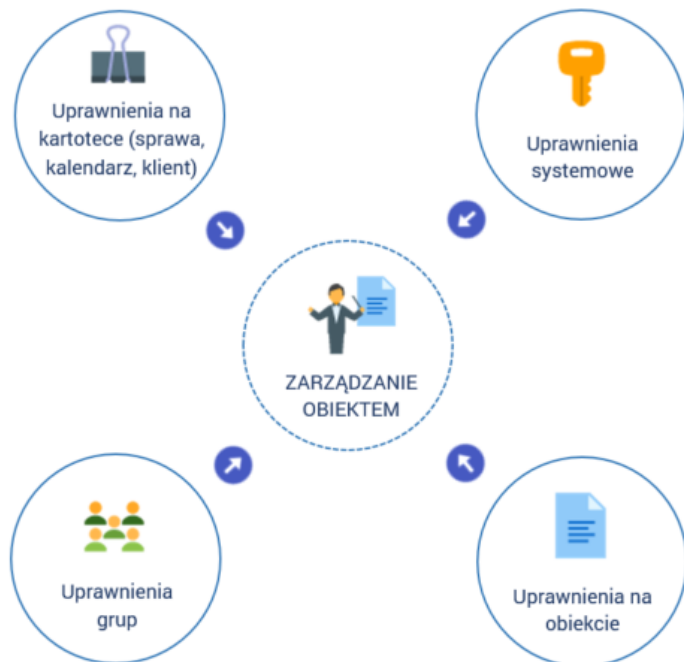 Uprawnienia na
kartotece (sprawa,
kalendarz, klient)
Uprawnienia
systemowe
ZARZĄDZANIE
OBIEKTEM
Uprawnienia
grup
Uprawnienia na
obiekcie